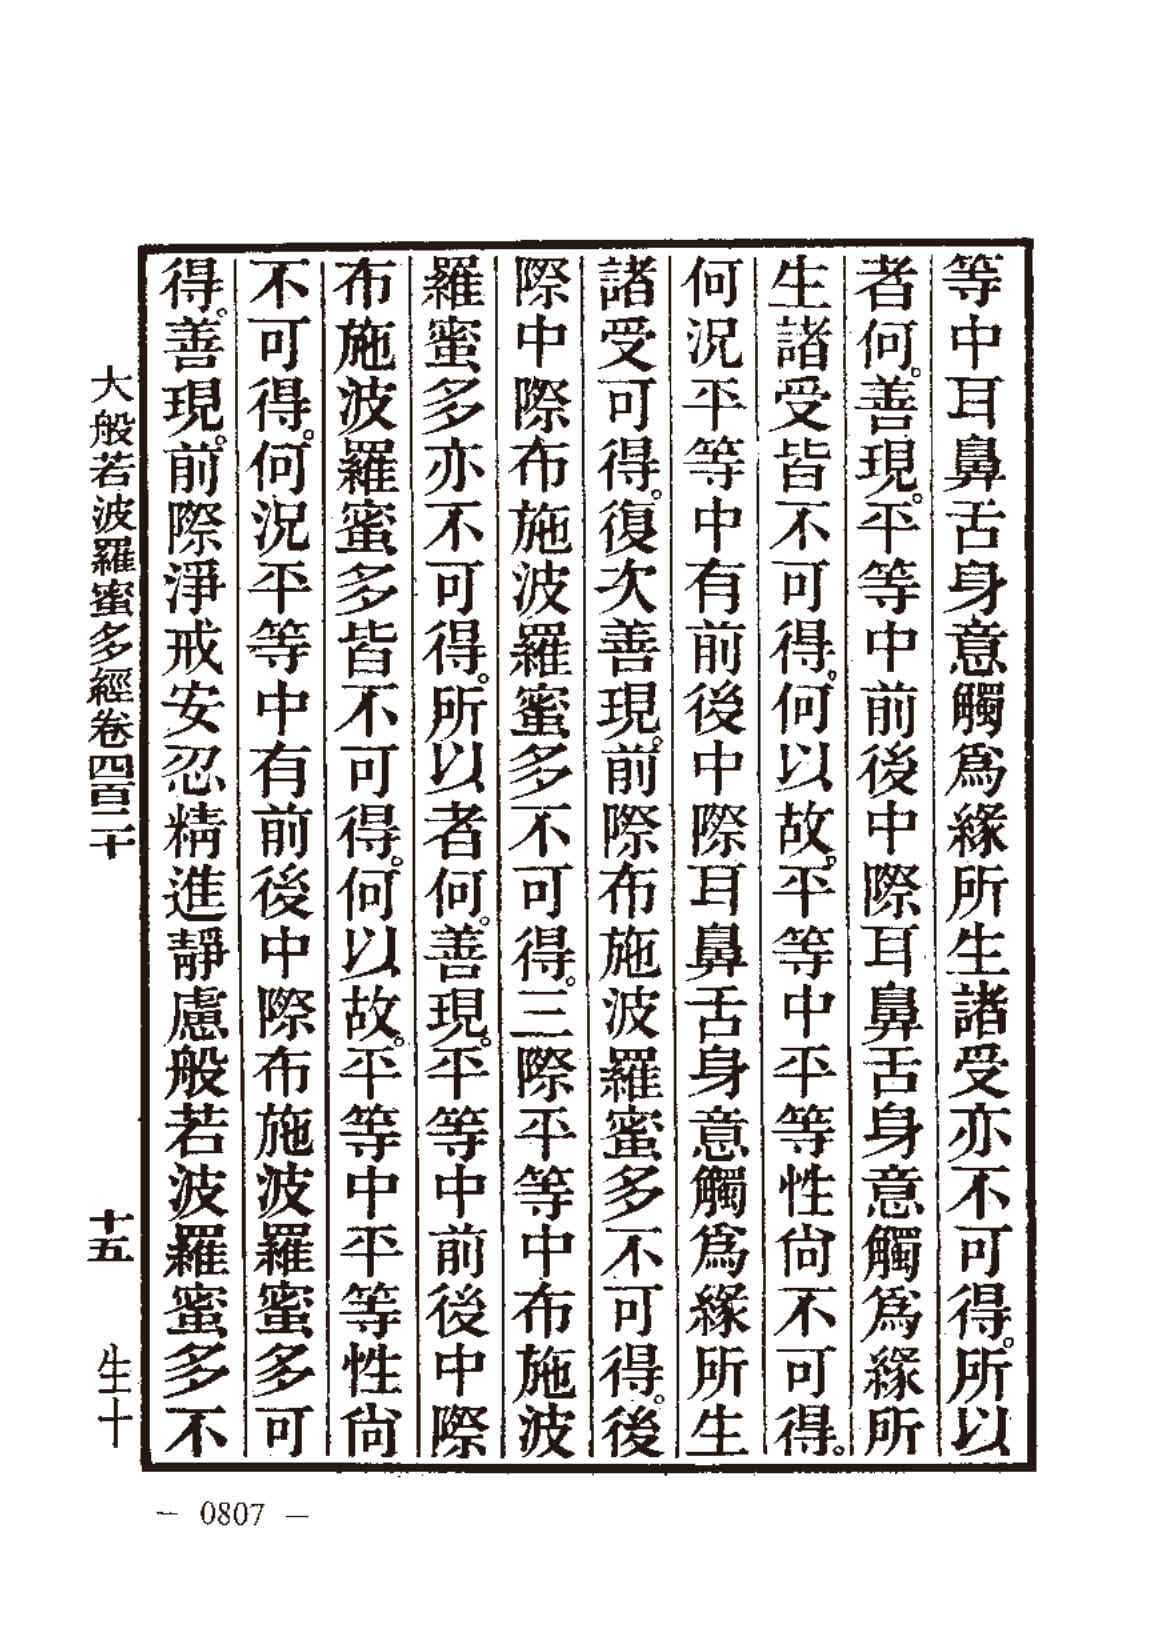 等中耳鼻舌身意觸爲緣所生諸受亦不可得。所以
者何。善現。平等中前後中際耳鼻舌身意觸爲緣所
生諸受皆不可得。何以故。平等中平等性尙不可得。
何況平等中有前後中際耳鼻舌身意觸爲緣所生
諸受可得。復次善現。前際布施波羅蜜多不可得。後
際中際布施波羅蜜多不可得。三際平等中布施波
羅蜜多亦不可得。所以者何。善現。平等中前後中際
布施波羅蜜多皆不可得。何以故。平等中平等性尙
不可得。何況平等中有前後中際布施波羅蜜多可
得。善現。前際淨戒安忍精進靜慮般若波羅蜜多不
大般若波羅蜜多經卷四百二十 十五 生十
— 0807 —